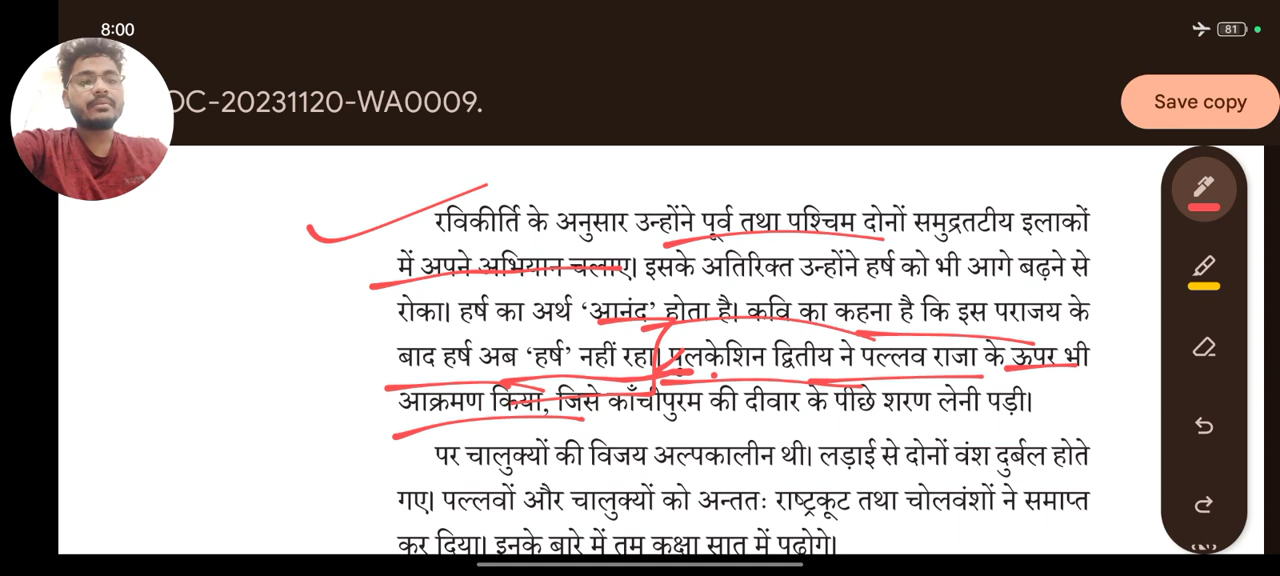 8:00
81
OC-20231120-WA0009.
Save copy
रविकीर्ति के अनुसार उन्होंने पूर्व तथा पश्चिम दोनों समुद्रतटीय इलाकों
में अपने अभियान चलाए। इसके अतिरिक्त उन्होंने हर्ष को भी आगे बढ़ने से
रोका। हर्ष का अर्थ ‘आनंद’ होता है। कवि का कहना है कि इस पराजय के
बाद हर्ष अब ‘हर्ष’ नहीं रहा। पुलकेशिन द्वितीय ने पल्लव राजा के ऊपर भी
आक्रमण किया, जिसे काँचीपुरम की दीवार के पीछे शरण लेनी पड़ी।
पर चालुक्यों की विजय अल्पकालीन थी। लड़ाई से दोनों वंश दुर्बल होते
गए। पल्लवों और चालुक्यों को अन्ततः राष्ट्रकूट तथा चोलवंशों ने समाप्त
कर दिया। इनके बारे में तुम कक्षा सात में पढ़ोगे।